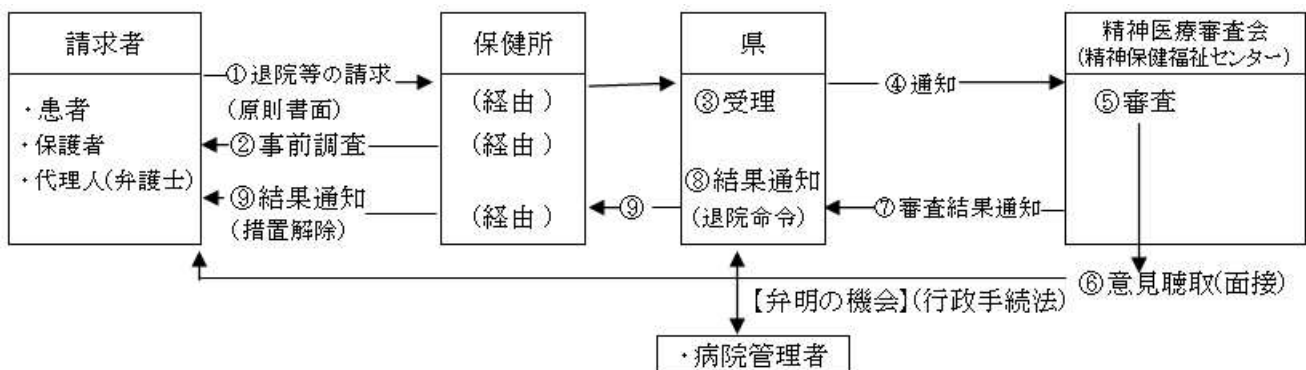 請求者
・患者
・保護者
・代理人(弁護士)
①退院等の請求
(原則書面)
②事前調査
⑨結果通知
(措置解除)
保健所
(経由)
(経由)
(経由)
⑨
県
③受理
⑧結果通知
(退院命令)
④通知
⑦審査結果通知
精神医療審査会
(精神保健福祉センター)
⑤審査
⑥意見聴取(面接)
【弁明の機会】(行政手続法)
・病院管理者